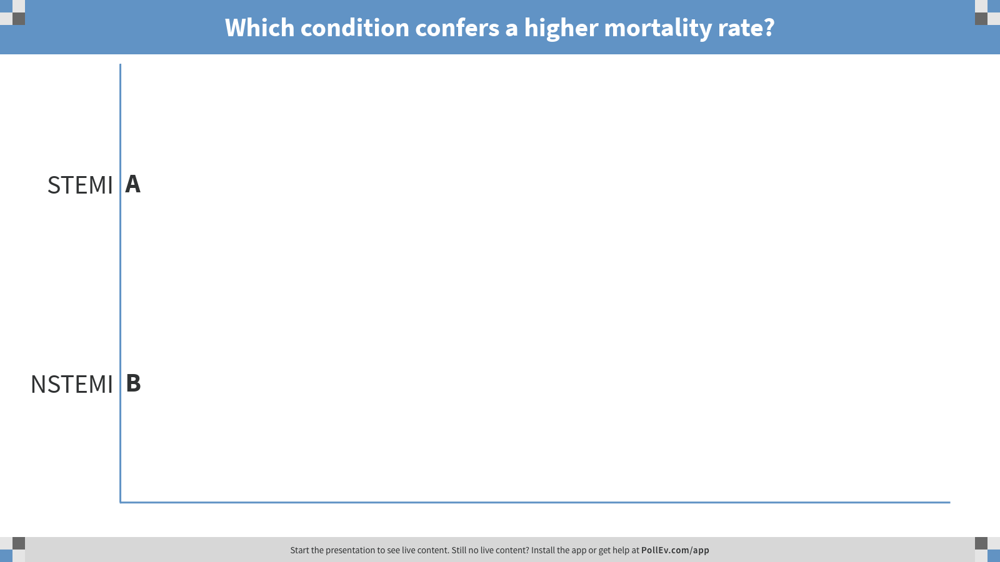 Which condition confers a higher mortality rate?
STEMI A
NSTEMI B
Start the presentation to see live content. Still no live content? Install the app or get help at PollEv.com/app